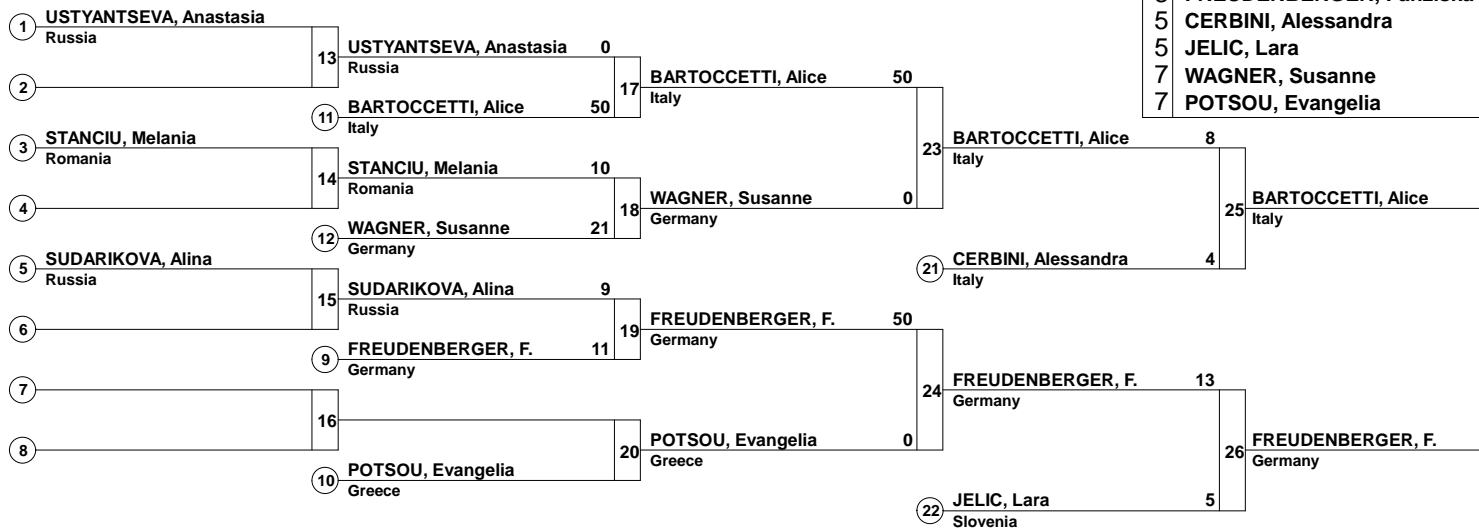 1 USTYANTSEVA, Anastasia
Russia
2
3 STANCIU, Melania
Romania
4
5 SUDARIKOVA, Alina
Russia
6
7
8
13 USTYANTSEVA, Anastasia 0
Russia
11 BARTOCCETTI, Alice 50
Italy
14 STANCIU, Melania 10
Romania
12 WAGNER, Susanne 21
Germany
15 SUDARIKOVA, Alina 9
Russia
9 FREUDENBERGER, F. 11
Germany
16
10 POTSOU, Evangelia
Greece
17 BARTOCCETTI, Alice 50
Italy
18 WAGNER, Susanne 0
Germany
19 FREUDENBERGER, F. 50
Germany
20 POTSOU, Evangelia 0
Greece
23 BARTOCCETTI, Alice 8
Italy
21 CERBINI, Alessandra 4
Italy
24 FREUDENBERGER, F. 13
Germany
22 JELIC, Lara 5
Slovenia
25 BARTOCCETTI, Alice
Italy
26 FREUDENBERGER, F.
Germany
5 CERBINI, Alessandra
5 JELIC, Lara
7 WAGNER, Susanne
7 POTSOU, Evangelia